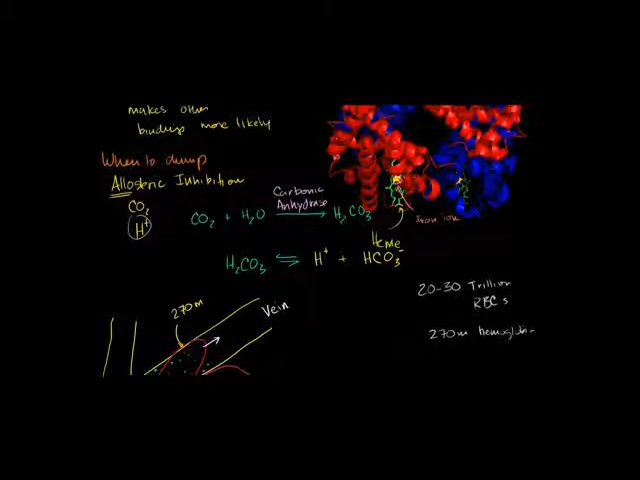 makes other
binding more likely
When to dump
Allosteric Inhibition
CO2
H+
CO2 + H2O → H2CO3
Carbonic
Anhydrase
Iron ion
Heme
H2CO3 ⇌ H+ + HCO3-
20-30 Trillion
RBCs
270m hemoglobin
270m
Vein